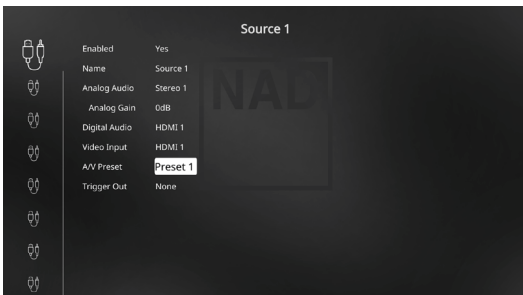 Source 1
Enabled Yes
Name Source 1
Analog Audio Stereo 1
Analog Gain 0dB
Digital Audio HDMI 1
Video Input HDMI 1
A/V Preset Preset 1
Trigger Out None
NAD